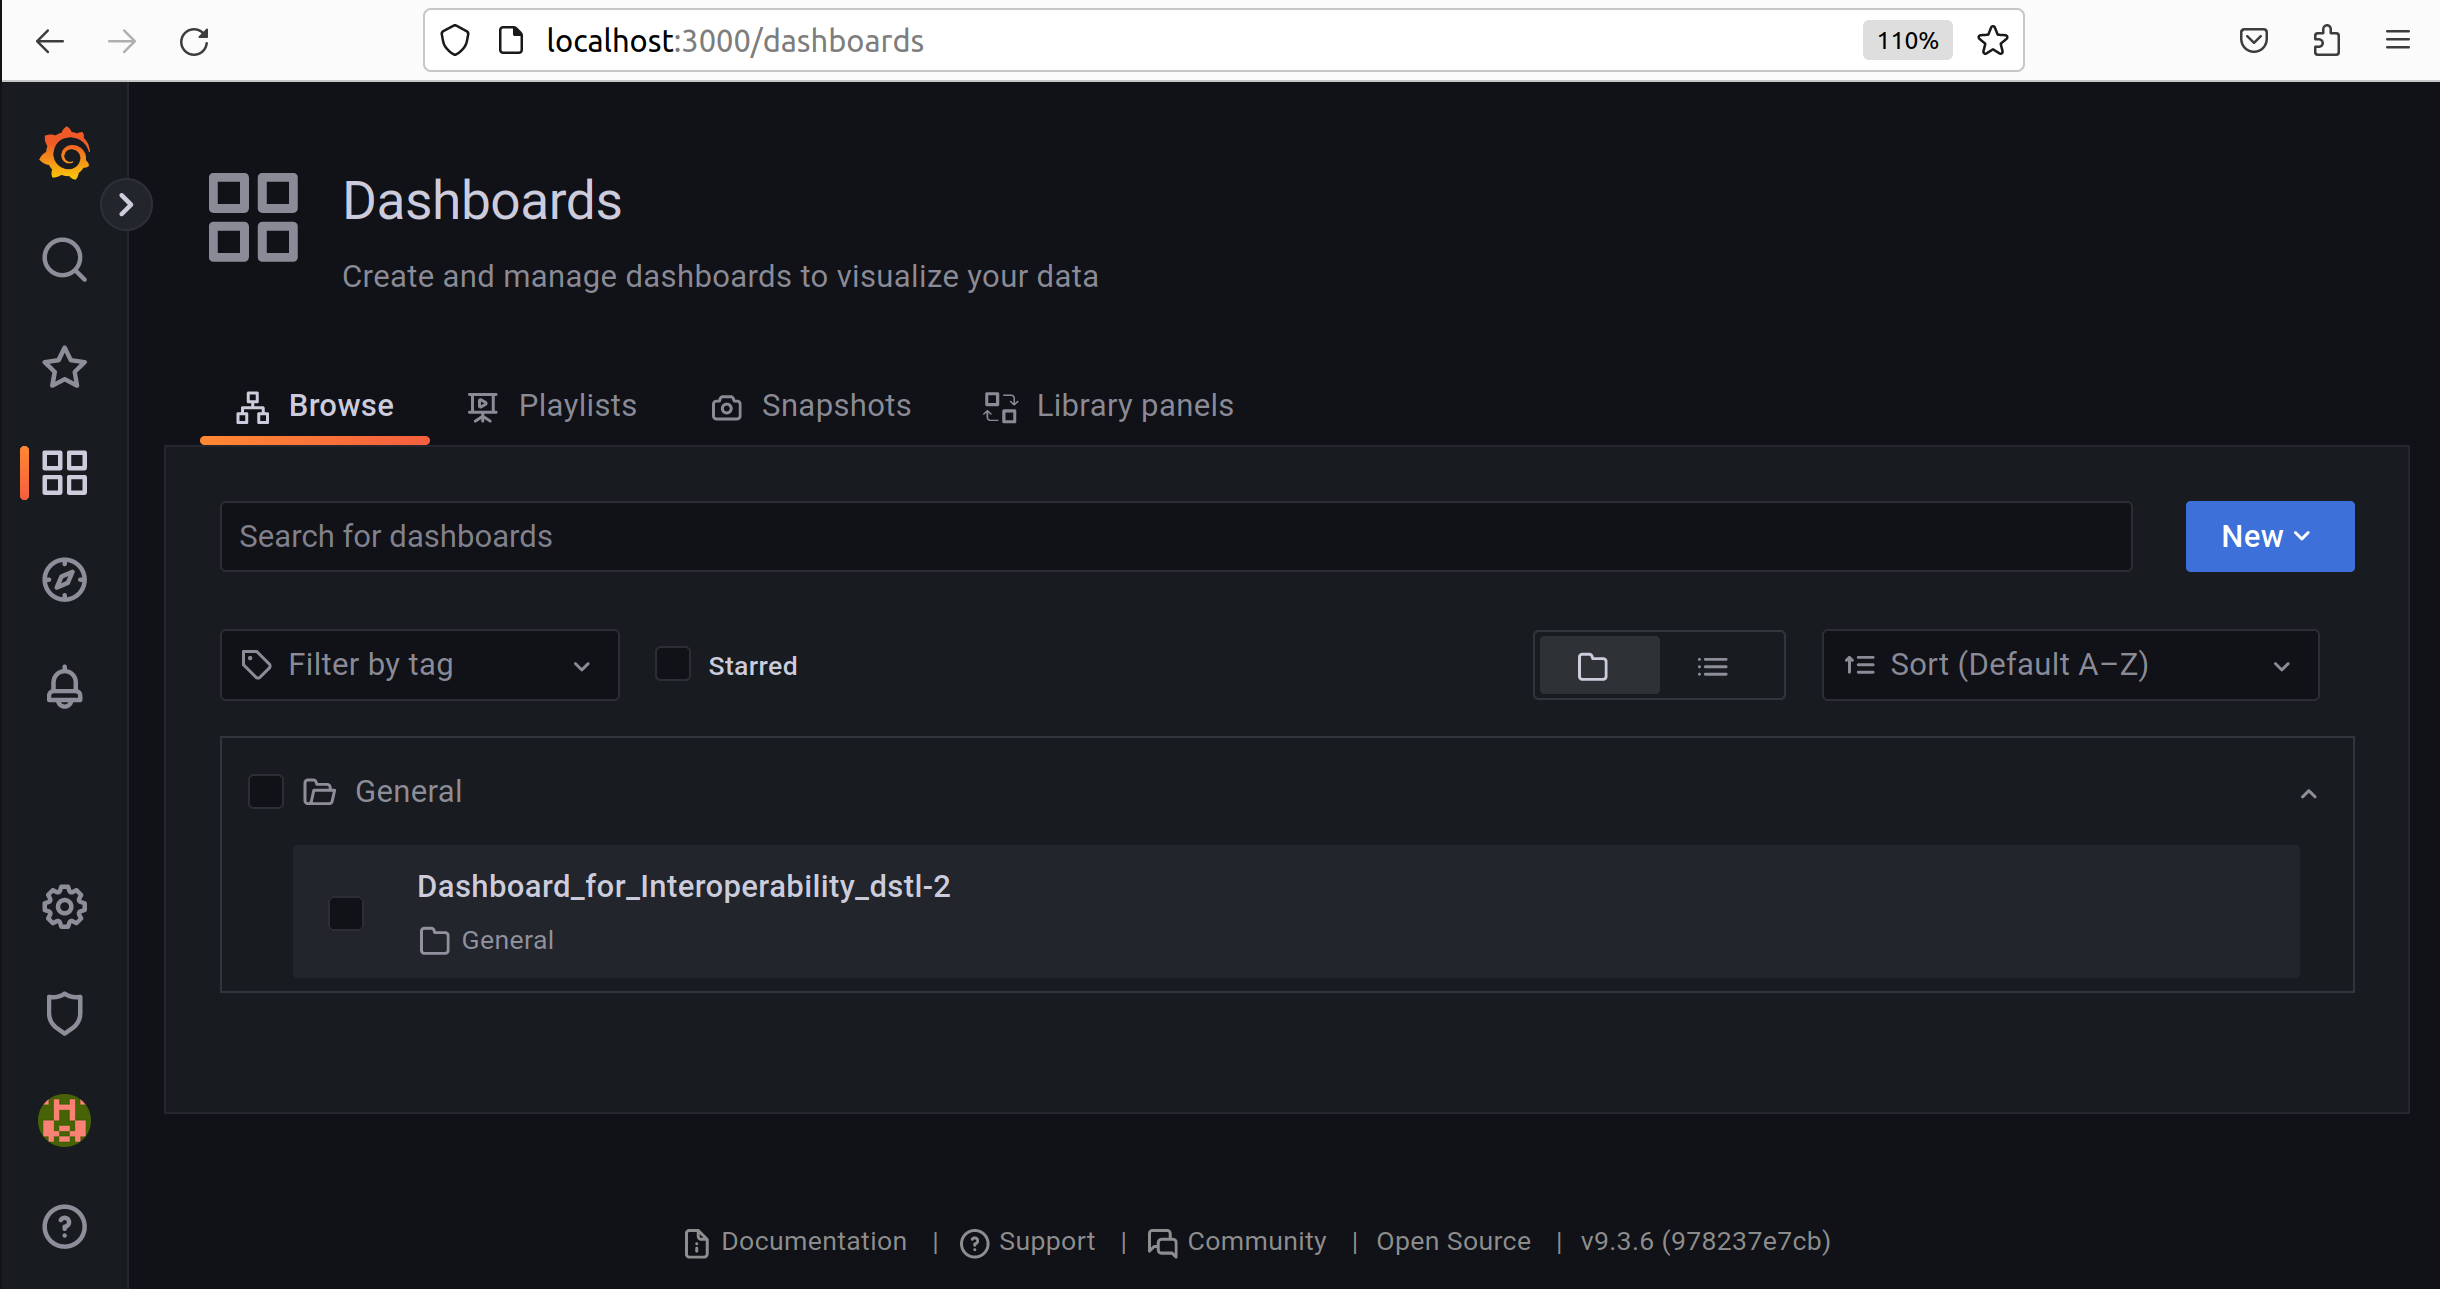 localhost:3000/dashboards
110%
Dashboards
Create and manage dashboards to visualize your data
Browse
Playlists
Snapshots
Library panels
Search for dashboards
New
Filter by tag
Starred
Sort (Default A–Z)
General
Dashboard_for_Interoperability_dstl-2
General
Documentation | Support | Community | Open Source | v9.3.6 (978237e7cb)